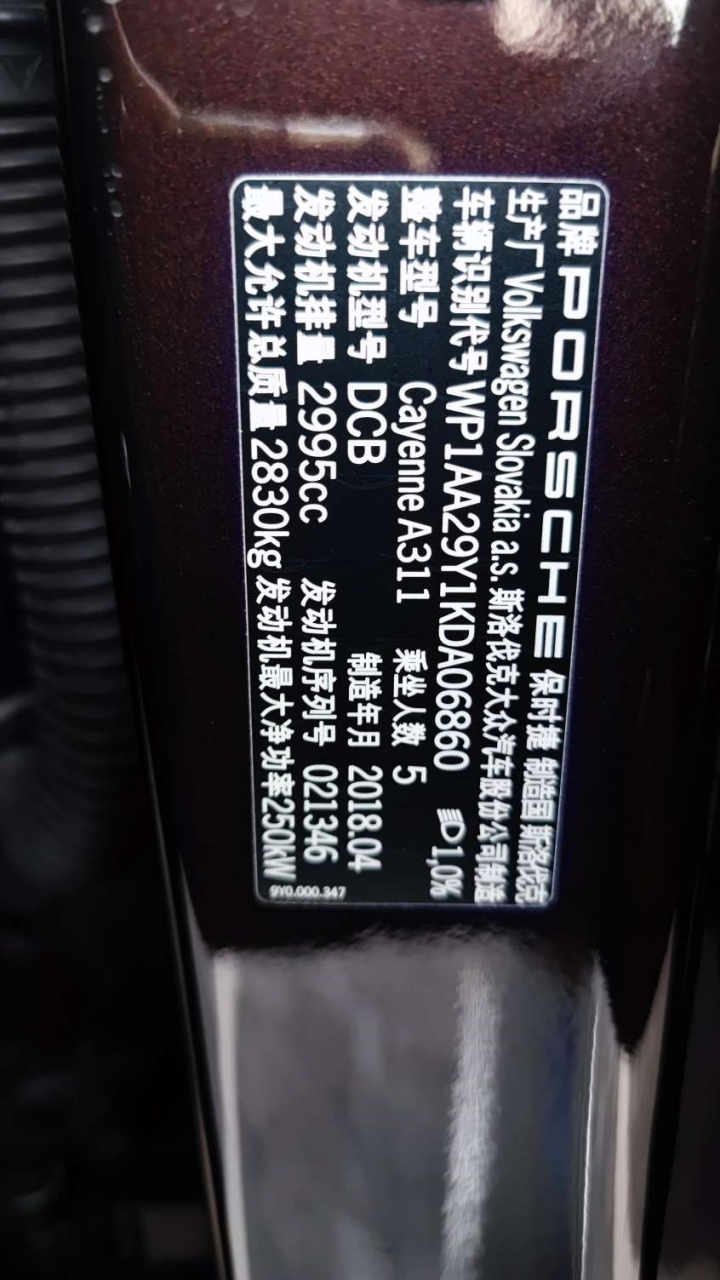 品牌 PORSCHE 保时捷 制造国 斯洛伐克
生产厂 Volkswagen Slovakia a.s. 斯洛伐克大众汽车股份公司制造
车辆识别代号 WP1AA29Y1KDA06860 1,0%
整车型号 Cayenne A311 乘坐人数 5
发动机型号 DCB 制造年月 2018.04
发动机排量 2995cc 发动机序列号 021346
最大允许总质量 2830kg 发动机最大净功率250kW
9Y0.000.347